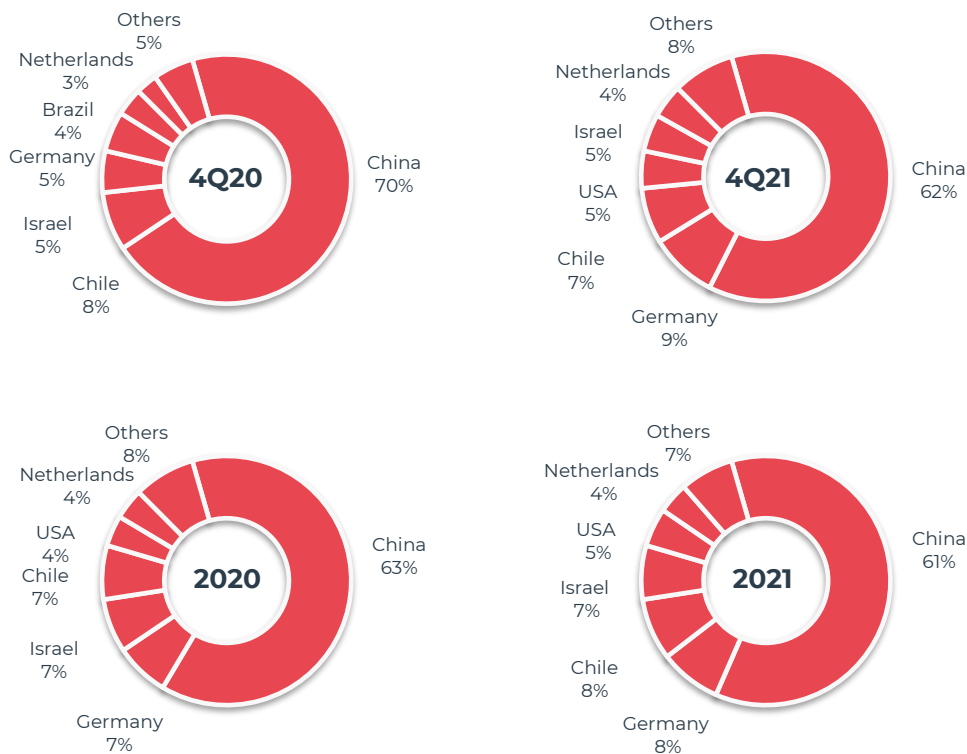 Others
5%
Netherlands
3%
Brazil
4%
Germany
5%
Israel
5%
Chile
8%
4Q20
China
70%
Others
8%
Netherlands
4%
Israel
5%
USA
5%
Chile
7%
Germany
9%
4Q21
China
62%
Others
8%
Netherlands
4%
USA
4%
Chile
7%
Israel
7%
Germany
7%
2020
China
63%
Others
7%
Netherlands
4%
USA
5%
Israel
7%
Chile
8%
Germany
8%
2021
China
61%